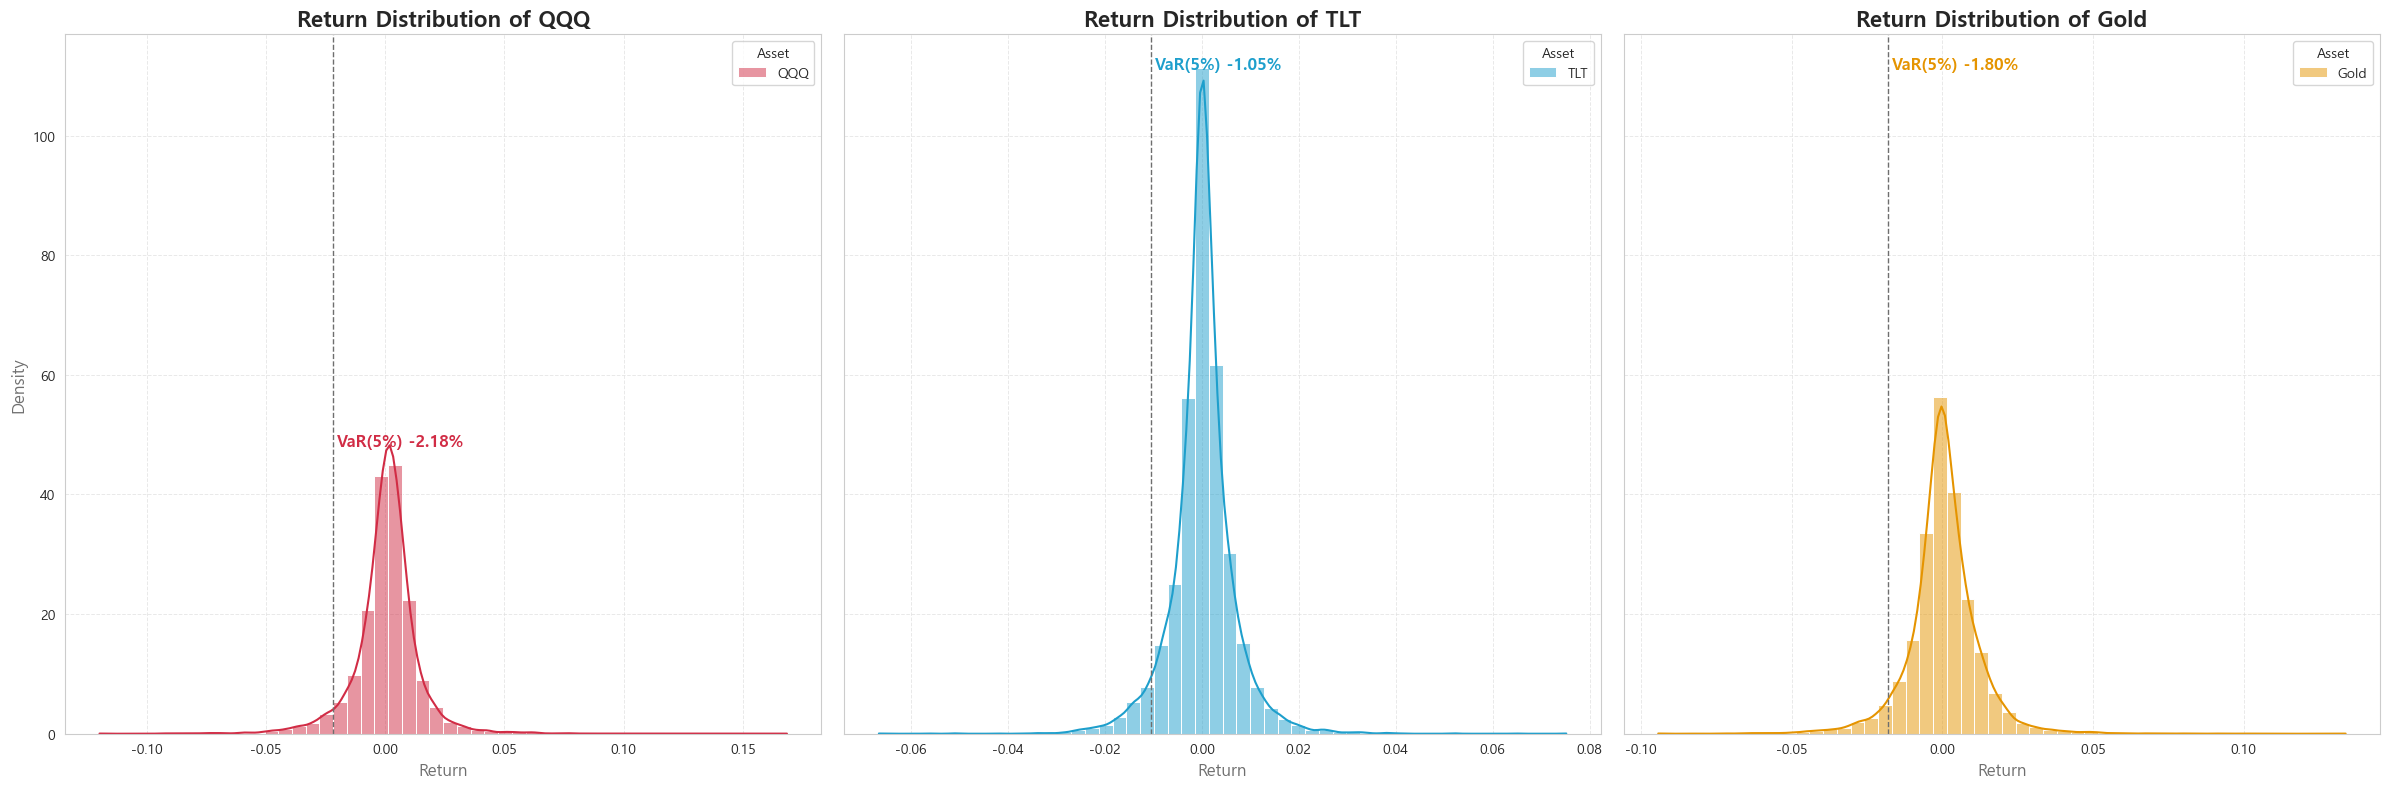 Return Distribution of QQQ
Asset
QQQ
VaR(5%) -2.18%
Density
100
80
60
40
20
0
-0.10
-0.05
0.00
0.05
0.10
0.15
Return
Return Distribution of TLT
Asset
TLT
VaR(5%) -1.05%
-0.06
-0.04
-0.02
0.00
0.02
0.04
0.06
0.08
Return
Return Distribution of Gold
Asset
Gold
VaR(5%) -1.80%
-0.10
-0.05
0.00
0.05
0.10
Return